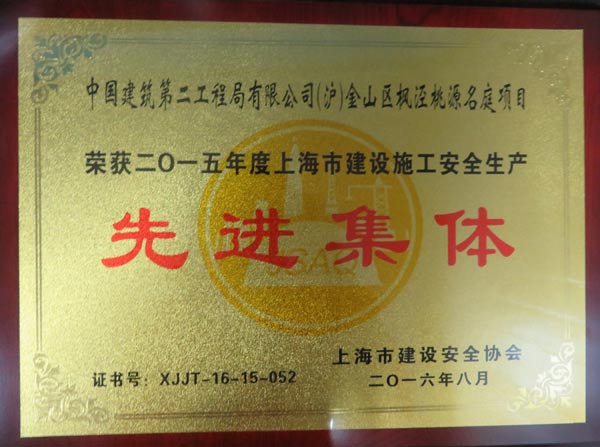 中国建筑第二工程局有限公司(沪)金山区枫泾桃源名庭项目
荣获二〇一五年度上海市建设施工安全生产
先进集体
JSAQ
上海市建设安全协会
证书号：XJJT-16-15-052
二〇一六年八月